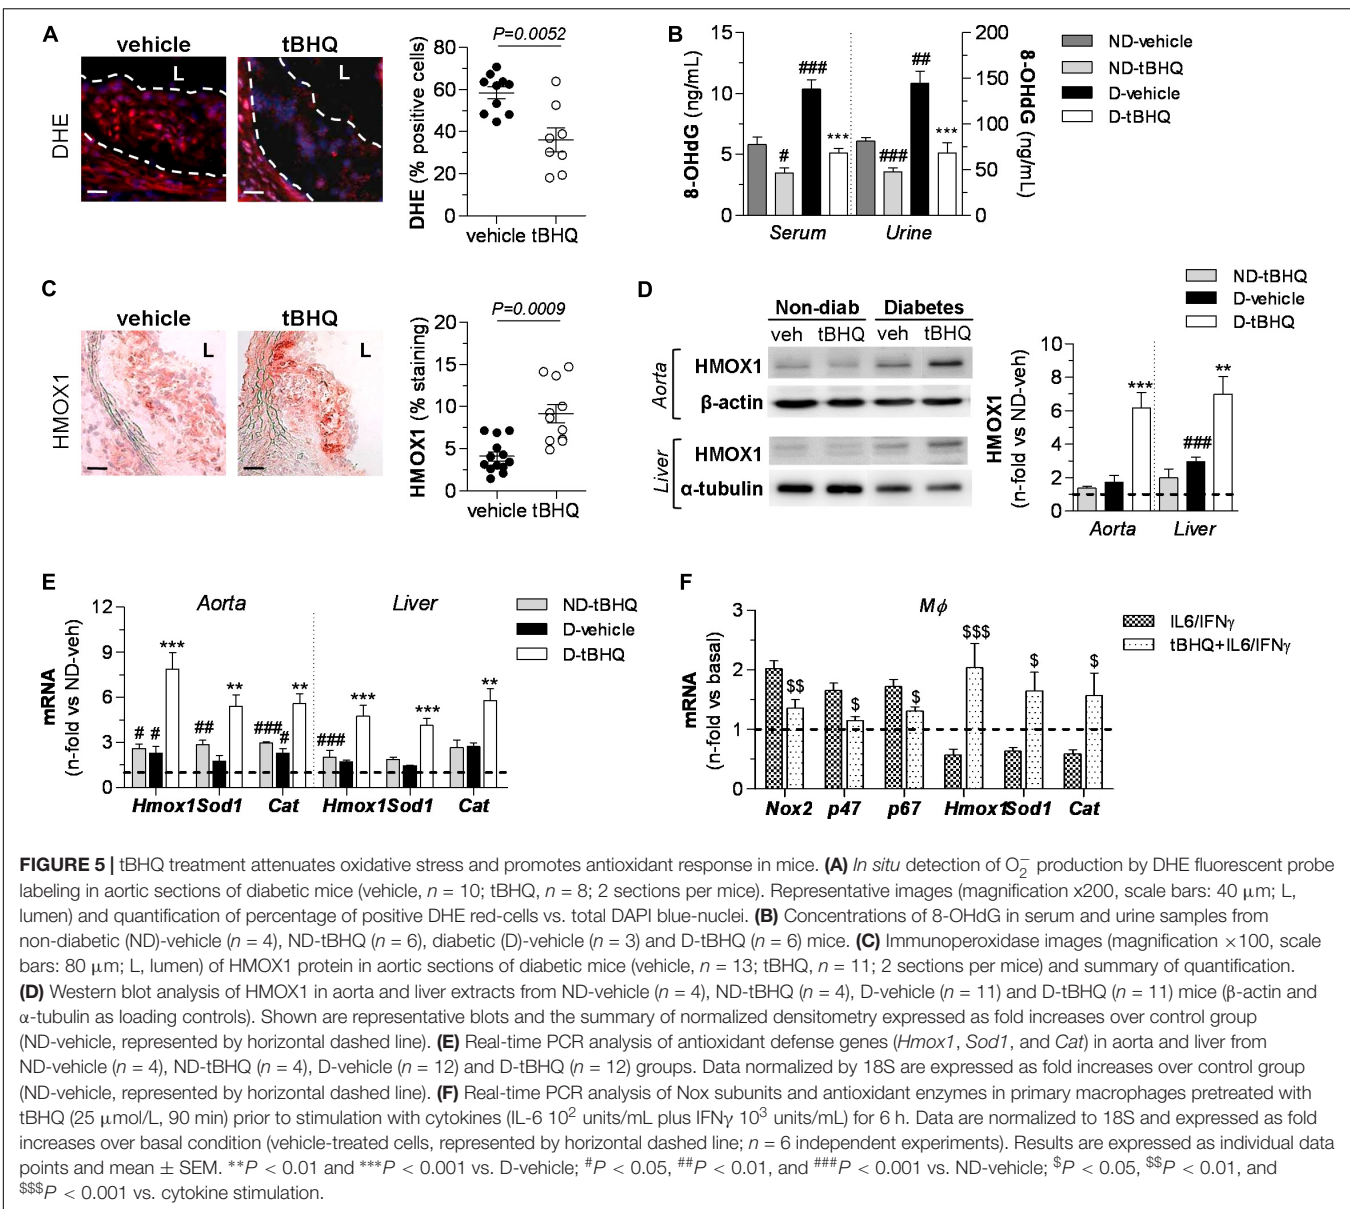 A
vehicle
tBHQ
L
L
DHE
P=0.0052
80
60
40
20
0
DHE (% positive cells)
vehicle tBHQ
B
15
10
5
0
8-OHdG (ng/mL)
###
##
#
***
###
***
200
150
100
50
0
8-OHdG (ng/mL)
Serum
Urine
ND-vehicle
ND-tBHQ
D-vehicle
D-tBHQ
C
vehicle
tBHQ
L
L
HMOX1
P=0.0009
20
15
10
5
0
HMOX1 (% staining)
vehicle tBHQ
D
Non-diab
Diabetes
veh tBHQ veh tBHQ
Aorta
HMOX1
β-actin
Liver
HMOX1
α-tubulin
ND-tBHQ
D-vehicle
D-tBHQ
10
8
6
4
2
0
HMOX1
(n-fold vs ND-veh)
***
###
**
Aorta
Liver
E
Aorta
Liver
12
9
6
3
0
mRNA
(n-fold vs ND-veh)
# # ***
## **
### # **
### ***
***
**
Hmox1 Sod1 Cat Hmox1 Sod1 Cat
ND-tBHQ
D-vehicle
D-tBHQ
F
Mϕ
3
2
1
0
mRNA
(n-fold vs basal)
$$ $ $ $$$ $ $
Nox2 p47 p67 Hmox1 Sod1 Cat
IL6/IFNγ
tBHQ+IL6/IFNγ
FIGURE 5 | tBHQ treatment attenuates oxidative stress and promotes antioxidant response in mice. (A) In situ detection of O₂⁻ production by DHE fluorescent probe
labeling in aortic sections of diabetic mice (vehicle, n = 10; tBHQ, n = 8; 2 sections per mice). Representative images (magnification x200, scale bars: 40 μm; L,
lumen) and quantification of percentage of positive DHE red-cells vs. total DAPI blue-nuclei. (B) Concentrations of 8-OHdG in serum and urine samples from
non-diabetic (ND)-vehicle (n = 4), ND-tBHQ (n = 6), diabetic (D)-vehicle (n = 3) and D-tBHQ (n = 6) mice. (C) Immunoperoxidase images (magnification ×100, scale
bars: 80 μm; L, lumen) of HMOX1 protein in aortic sections of diabetic mice (vehicle, n = 13; tBHQ, n = 11; 2 sections per mice) and summary of quantification.
(D) Western blot analysis of HMOX1 in aorta and liver extracts from ND-vehicle (n = 4), ND-tBHQ (n = 4), D-vehicle (n = 11) and D-tBHQ (n = 11) mice (β-actin and
α-tubulin as loading controls). Shown are representative blots and the summary of normalized densitometry expressed as fold increases over control group
(ND-vehicle, represented by horizontal dashed line). (E) Real-time PCR analysis of antioxidant defense genes (Hmox1, Sod1, and Cat) in aorta and liver from
ND-vehicle (n = 4), ND-tBHQ (n = 4), D-vehicle (n = 12) and D-tBHQ (n = 12) groups. Data normalized by 18S are expressed as fold increases over control group
(ND-vehicle, represented by horizontal dashed line). (F) Real-time PCR analysis of Nox subunits and antioxidant enzymes in primary macrophages pretreated with
tBHQ (25 μmol/L, 90 min) prior to stimulation with cytokines (IL-6 10² units/mL plus IFNγ 10³ units/mL) for 6 h. Data are normalized to 18S and expressed as fold
increases over basal condition (vehicle-treated cells, represented by horizontal dashed line; n = 6 independent experiments). Results are expressed as individual data
points and mean ± SEM. **P < 0.01 and ***P < 0.001 vs. D-vehicle; #P < 0.05, ##P < 0.01, and ###P < 0.001 vs. ND-vehicle; $P < 0.05, $$P < 0.01, and
$$$P < 0.001 vs. cytokine stimulation.